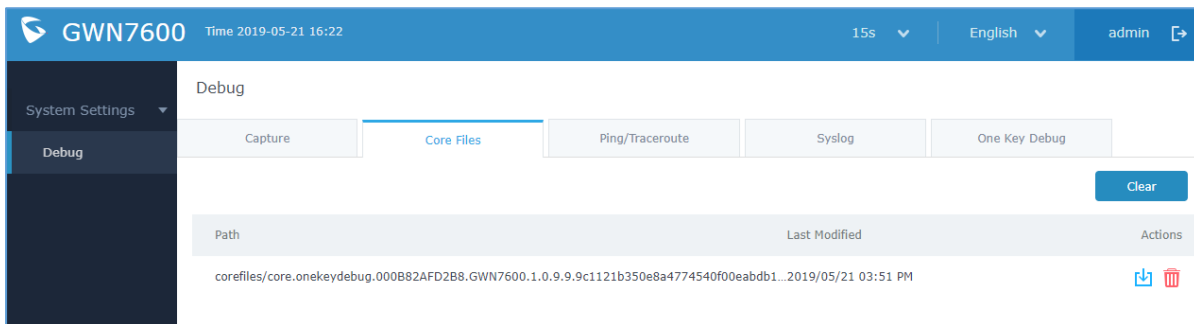 GWN7600 Time 2019-05-21 16:22 15s English admin
Debug
System Settings
Debug
Capture Core Files Ping/Traceroute Syslog One Key Debug
Clear
Path Last Modified Actions
corefiles/core.onekeydebug.000B82AFD2B8.GWN7600.1.0.9.9.9c1121b350e8a4774540f00eabdb1...2019/05/21 03:51 PM